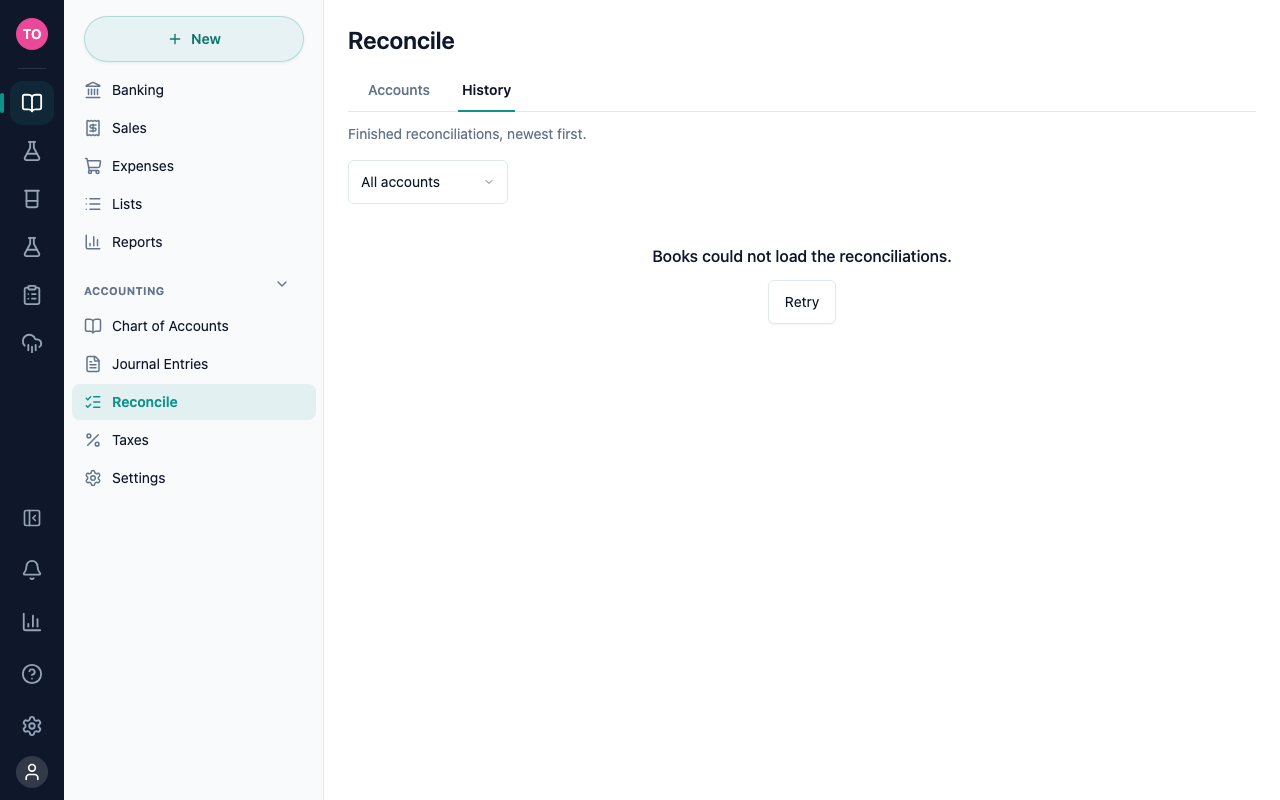 TO
New
Banking
Sales
Expenses
Lists
Reports
ACCOUNTING
Chart of Accounts
Journal Entries
Reconcile
Taxes
Settings
Reconcile
Accounts History
Finished reconciliations, newest first.
All accounts
Books could not load the reconciliations.
Retry